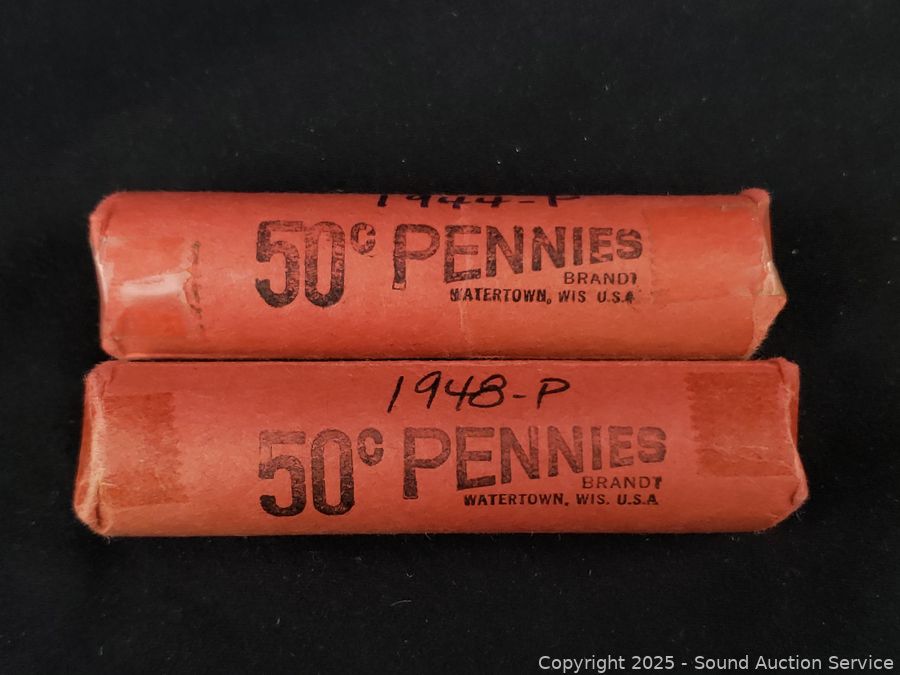 1944-P
50¢ PENNIES
BRANDT
WATERTOWN, WIS U.S.A
1948-P
50¢ PENNIES
BRANDT
WATERTOWN, WIS. U.S.A
Copyright © 2025 - Sound Auction Service